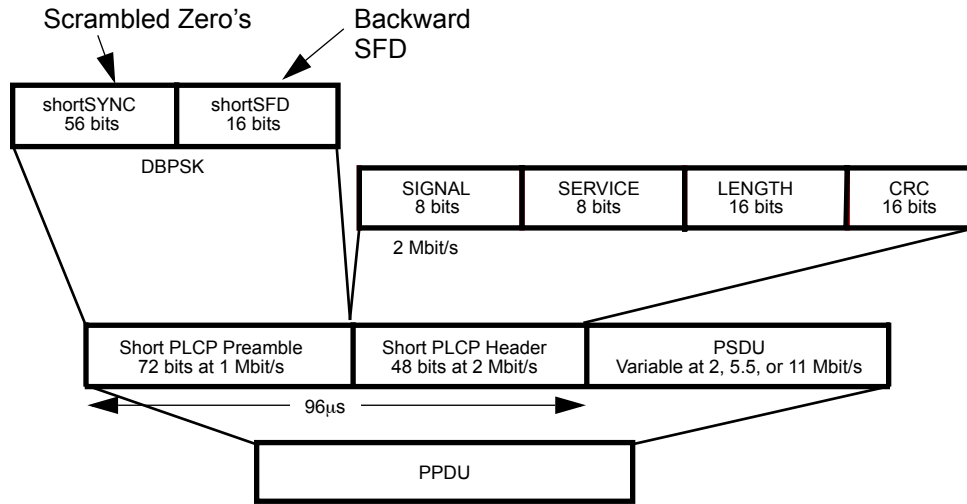 Scrambled Zero's
Backward
SFD
shortSYNC
56 bits
shortSFD
16 bits
DBPSK
SIGNAL
8 bits
SERVICE
8 bits
LENGTH
16 bits
CRC
16 bits
2 Mbit/s
Short PLCP Preamble
72 bits at 1 Mbit/s
Short PLCP Header
48 bits at 2 Mbit/s
PSDU
Variable at 2, 5.5, or 11 Mbit/s
96μs
PPDU